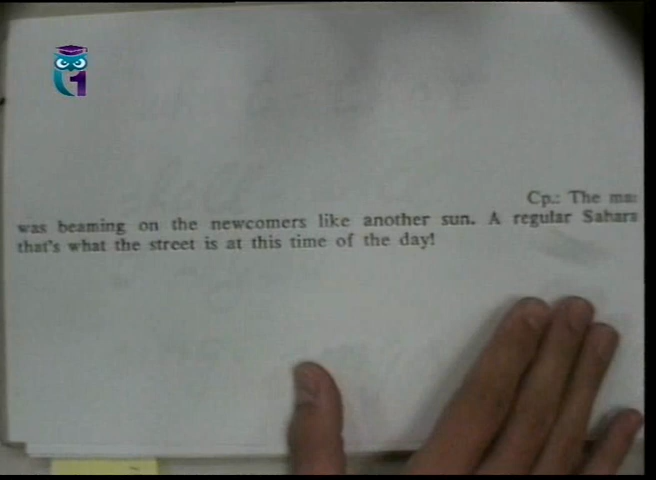 Cp.: The
was beaming on the newcomers like another sun. A regular Sahara
that's what the street is at this time of the day!
1